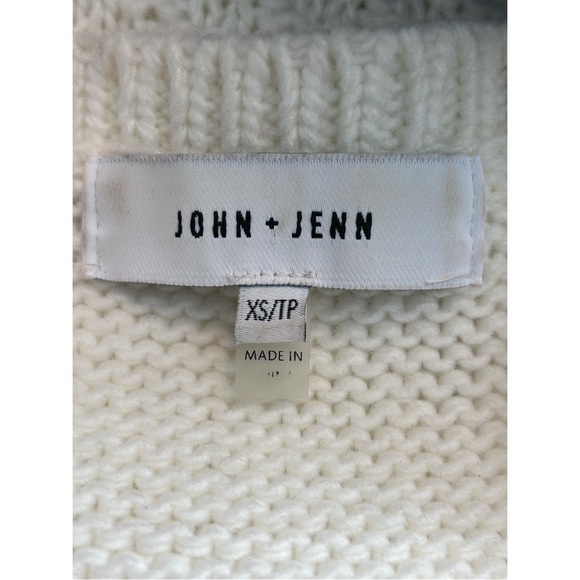 JOHN + JENN
XS/TP
MADE IN